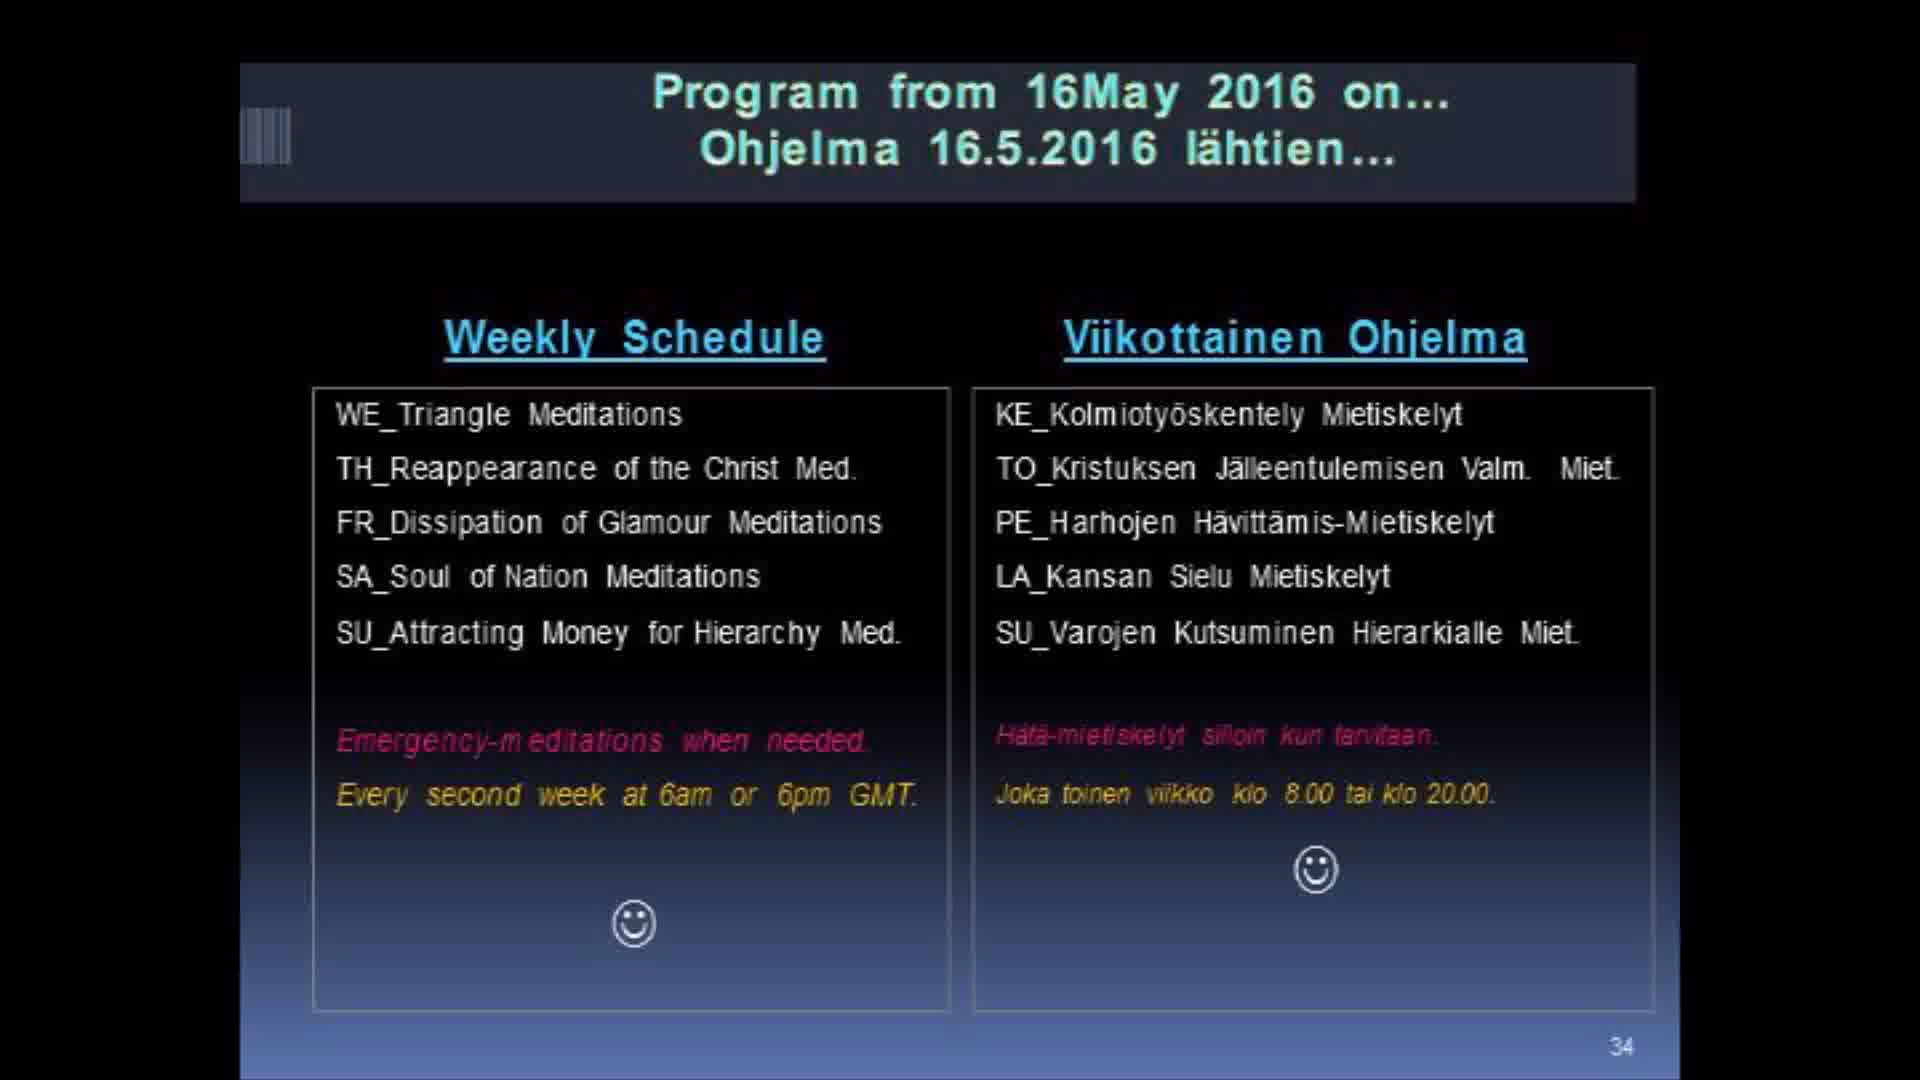 Program from 16May 2016 on...
Ohjelma 16.5.2016 lähtien...
Weekly Schedule
WE_Triangle Meditations
TH_Reappearance of the Christ Med.
FR_Dissipation of Glamour Meditations
SA_Soul of Nation Meditations
SU_Attracting Money for Hierarchy Med.
Emergency-meditations when needed.
Every second week at 6am or 6pm GMT.
Viikottainen Ohjelma
KE_Kolmiotyöskentely Mietiskelyt
TO_Kristuksen Jälleentulemisen Valm. Miet.
PE_Harhojen Hävittämis-Mietiskelyt
LA_Kansan Sielu Mietiskelyt
SU_Varojen Kutsuminen Hierarkialle Miet.
Hätä-mietiskelyt silloin kun tarvitaan.
Joka toinen viikko klo 8.00 tai klo 20.00.
34